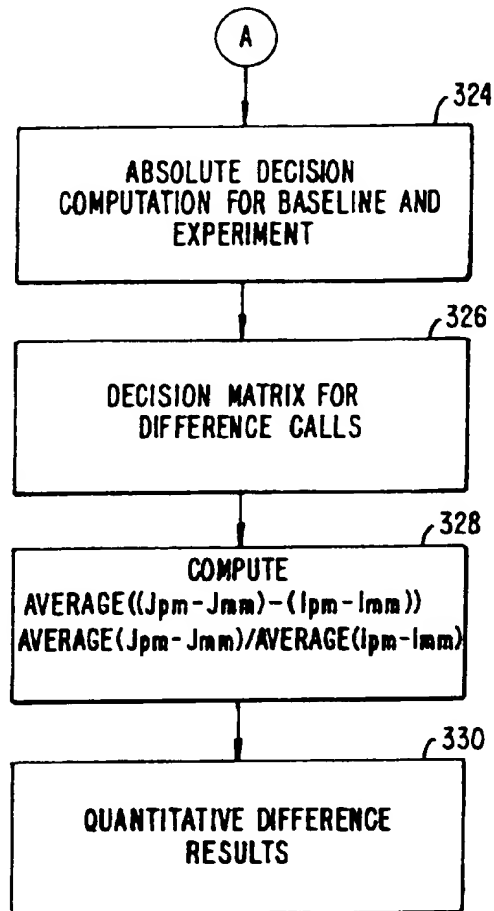 A
324
ABSOLUTE DECISION
COMPUTATION FOR BASELINE AND
EXPERIMENT
326
DECISION MATRIX FOR
DIFFERENCE CALLS
328
COMPUTE
AVERAGE((Jpm-Jmm)-(Ipm-Imm))
AVERAGE(Jpm-Jmm)/AVERAGE(Ipm-Imm)
330
QUANTITATIVE DIFFERENCE
RESULTS